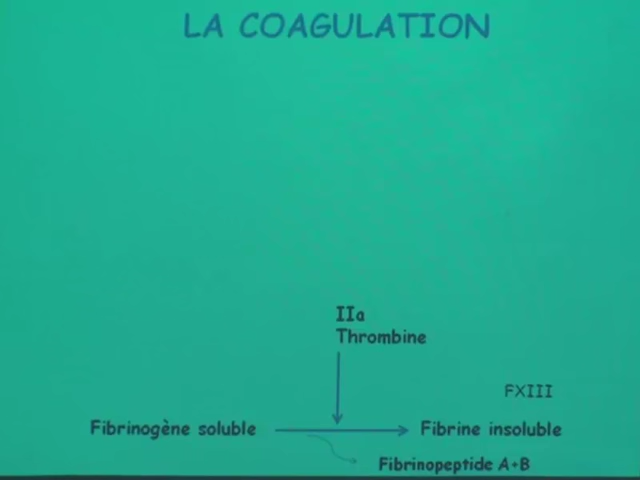 LA COAGULATION
IIa
Thrombine
FXIII
Fibrinogène soluble
Fibrine insoluble
Fibrinopeptide A+B